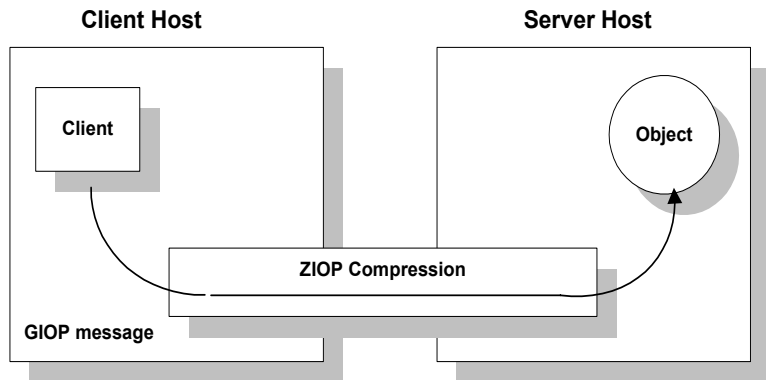 Client Host
Server Host
Client
Object
ZIOP Compression
GIOP message